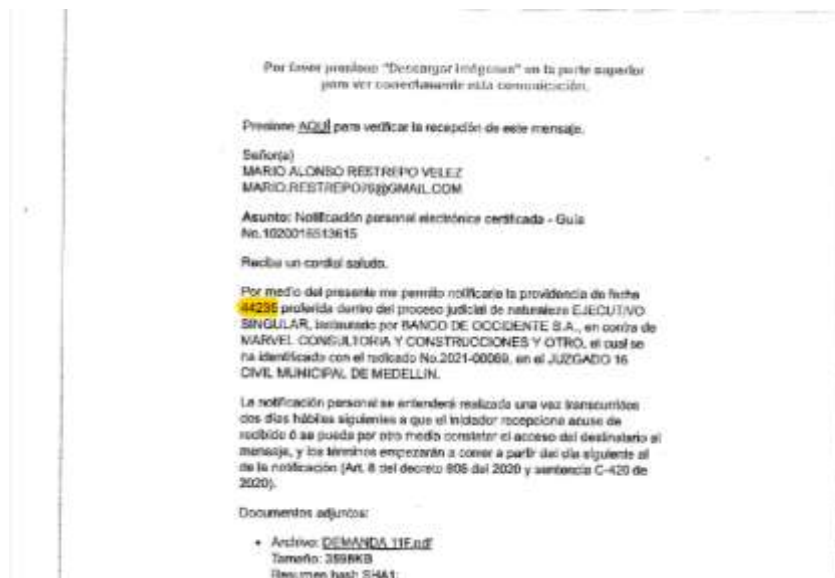 Por favor presione "Descargar imágenes" en la parte superior
para ver correctamente esta comunicación.
Presione AQUÍ para verificar la recepción de este mensaje.
Señor(a)
MARIO ALONSO RESTREPO VELEZ
MARIO.RESTREPO76@GMAIL.COM
Asunto: Notificación personal electrónica certificada - Guía
No.1020016513615
Reciba un cordial saludo.
Por medio del presente me permito notificarle la providencia de fecha
44235 proferida dentro del proceso judicial de naturaleza EJECUTIVO
SINGULAR, instaurado por BANCO DE OCCIDENTE S.A., en contra de
MARVEL CONSULTORIA Y CONSTRUCCIONES Y OTRO, el cual se
ha identificado con el radicado No.2021-00069, en el JUZGADO 16
CIVIL MUNICIPAL DE MEDELLIN.
La notificación personal se entenderá realizada una vez transcurridos
dos días hábiles siguientes a que el iniciador recepcione acuse de
recibido ó se pueda por otro medio constatar el acceso del destinatario al
mensaje, y los términos empezarán a correr a partir del día siguiente al
de la notificación (Art. 8 del decreto 806 del 2020 y sentencia C-420 de
2020).
Documentos adjuntos:
• Archivo: DEMANDA 11F.pdf
Tamaño: 3598KB
Resumen hash SHA1: